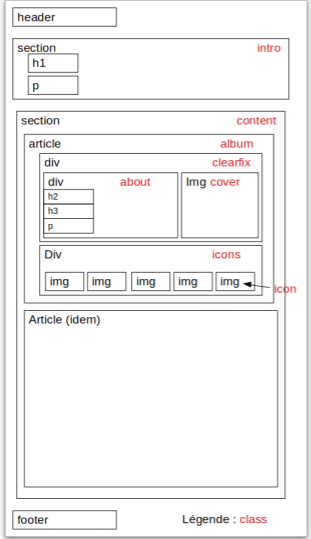 header
section intro
h1
p
section content
article album
div clearfix
div about Img cover
h2
h3
p
Div icons
img img img img img
icon
Article (idem)
footer Légende : class